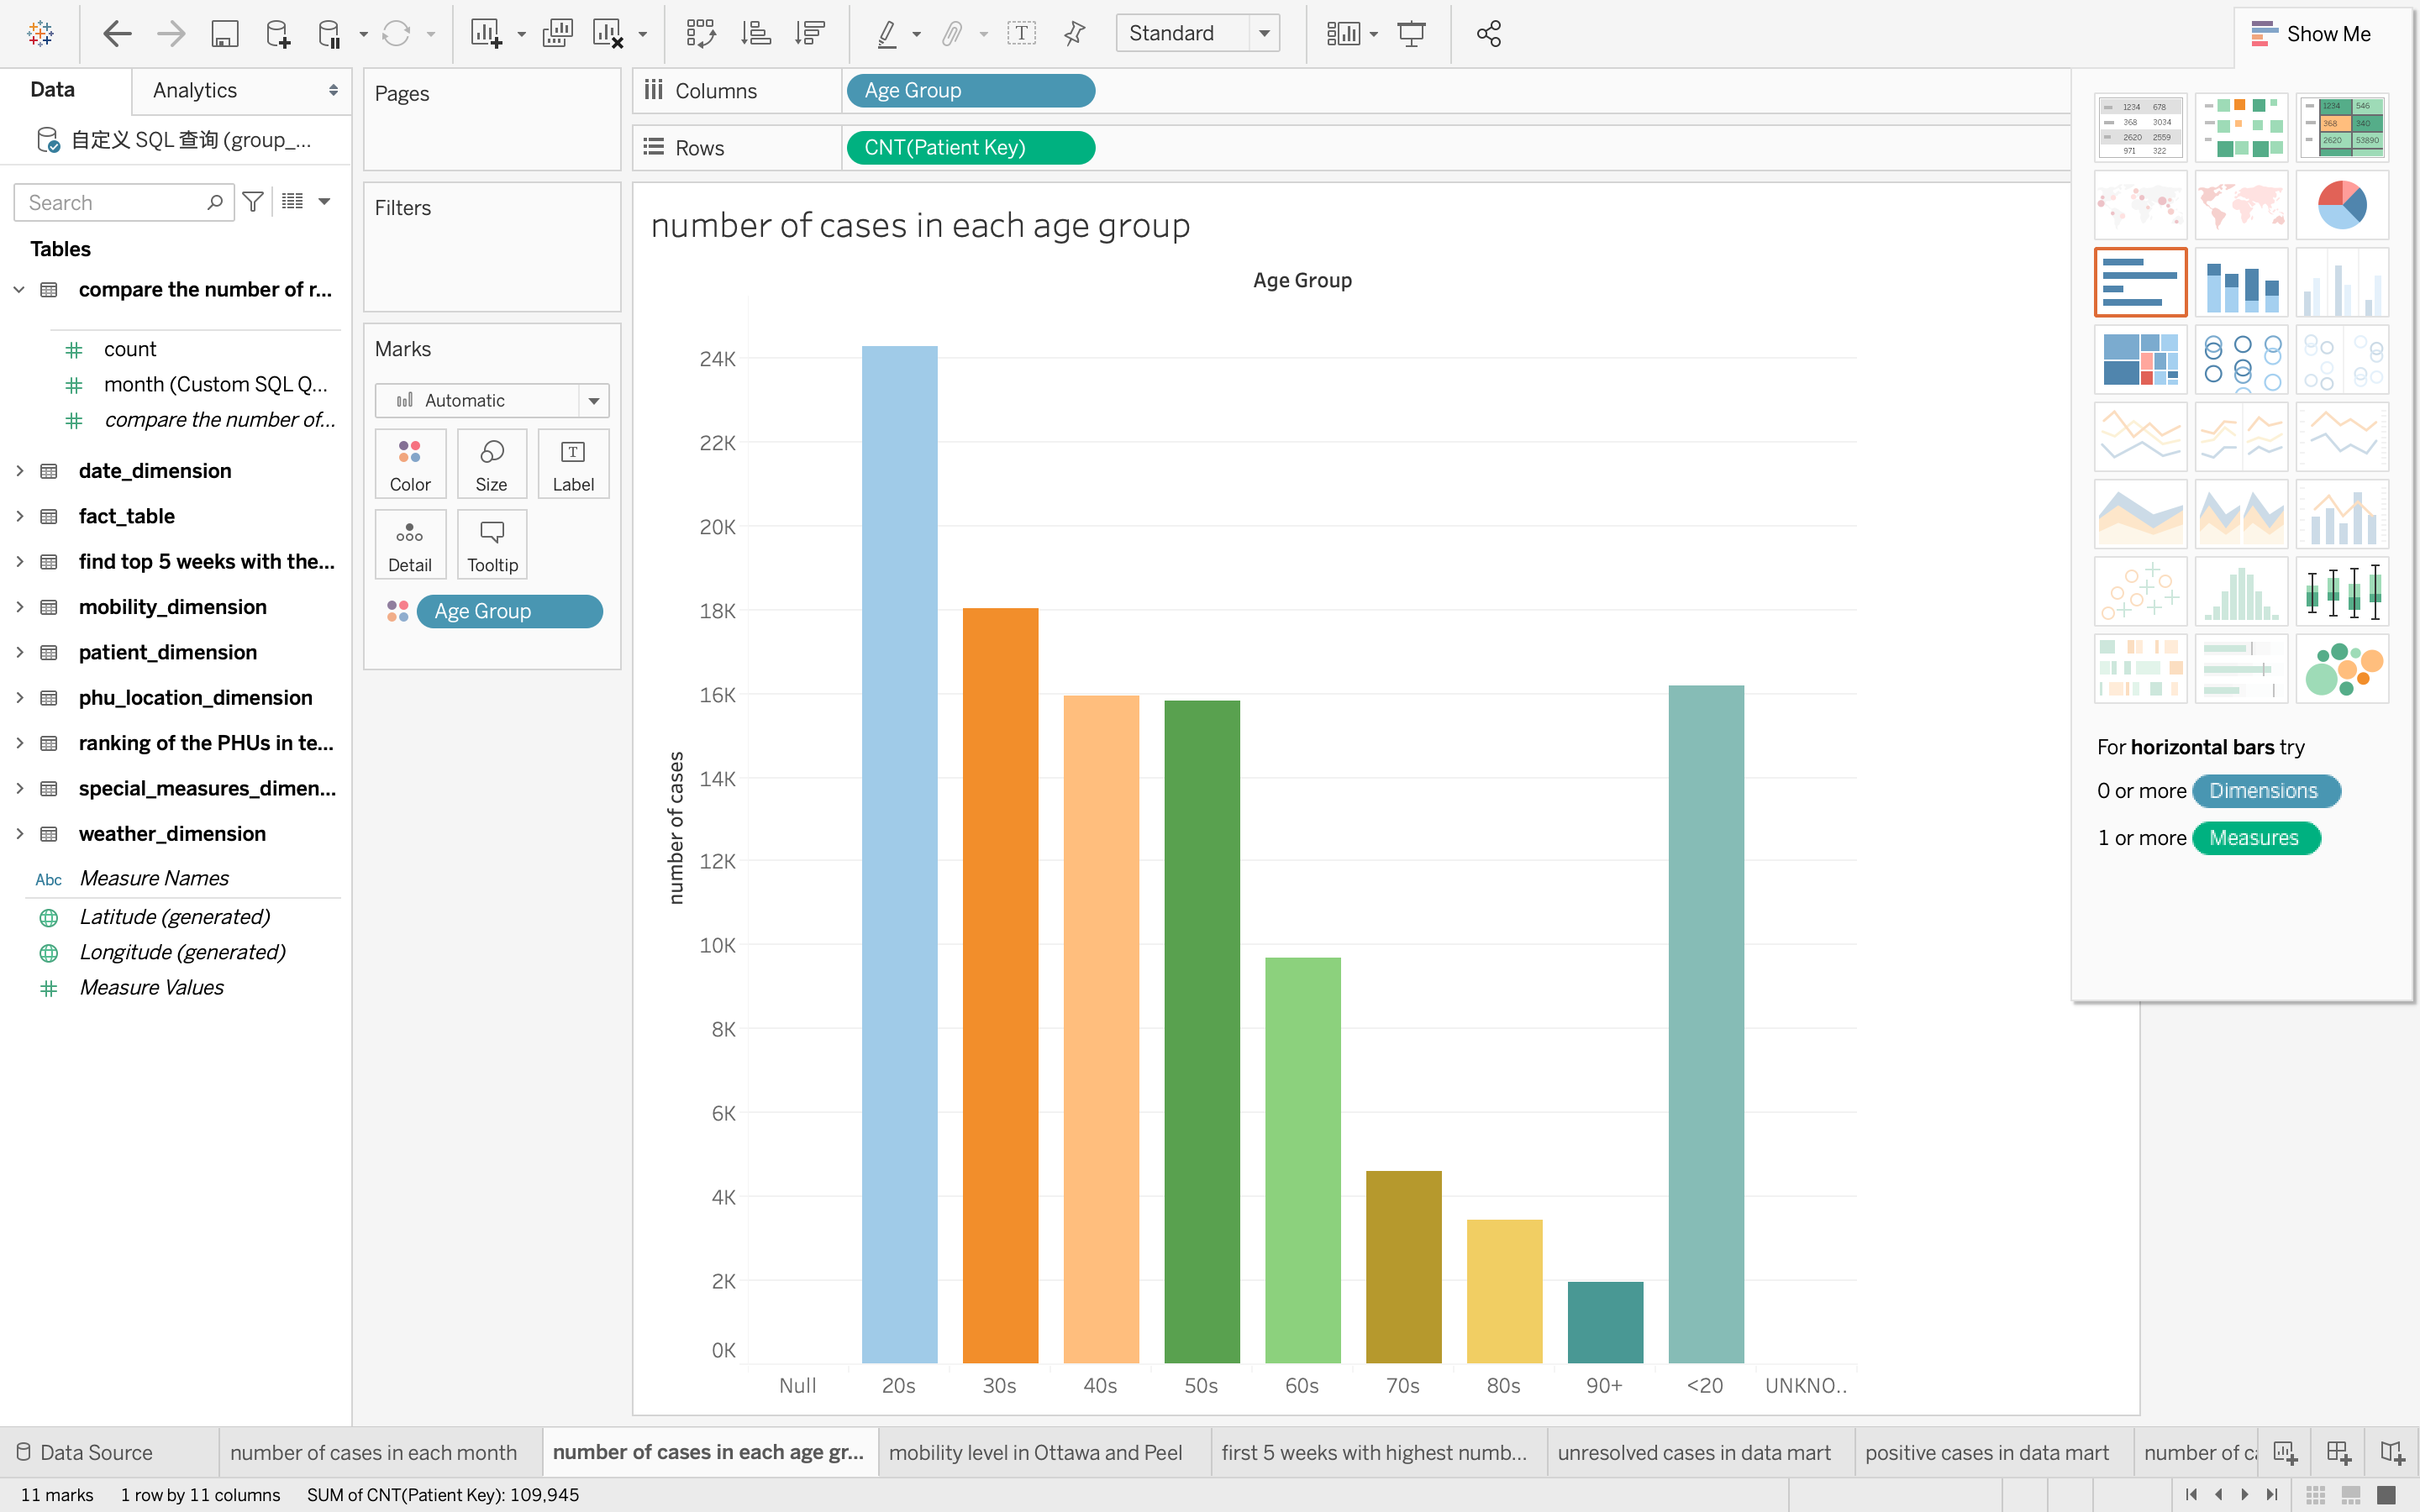 Standard
Show Me
Data
Analytics
自定义 SQL 查询 (group_...
Search
Tables
compare the number of r...
count
month (Custom SQL Q...
compare the number of...
date_dimension
fact_table
find top 5 weeks with the...
mobility_dimension
patient_dimension
phu_location_dimension
ranking of the PHUs in te...
special_measures_dimen...
weather_dimension
Abc Measure Names
Latitude (generated)
Longitude (generated)
Measure Values
Pages
Filters
Marks
Automatic
Color Size Label
Detail Tooltip
Age Group
Columns Age Group
Rows CNT(Patient Key)
number of cases in each age group
Age Group
number of cases
24K
22K
20K
18K
16K
14K
12K
10K
8K
6K
4K
2K
0K
Null 20s 30s 40s 50s 60s 70s 80s 90+ <20 UNKNO..
1234 678
368 3034
2620 2559
971 322
1234 546
368 340
2620 53890
For horizontal bars try
0 or more Dimensions
1 or more Measures
Data Source number of cases in each month number of cases in each age gr... mobility level in Ottawa and Peel first 5 weeks with highest numb... unresolved cases in data mart positive cases in data mart number of ca
11 marks 1 row by 11 columns SUM of CNT(Patient Key): 109,945